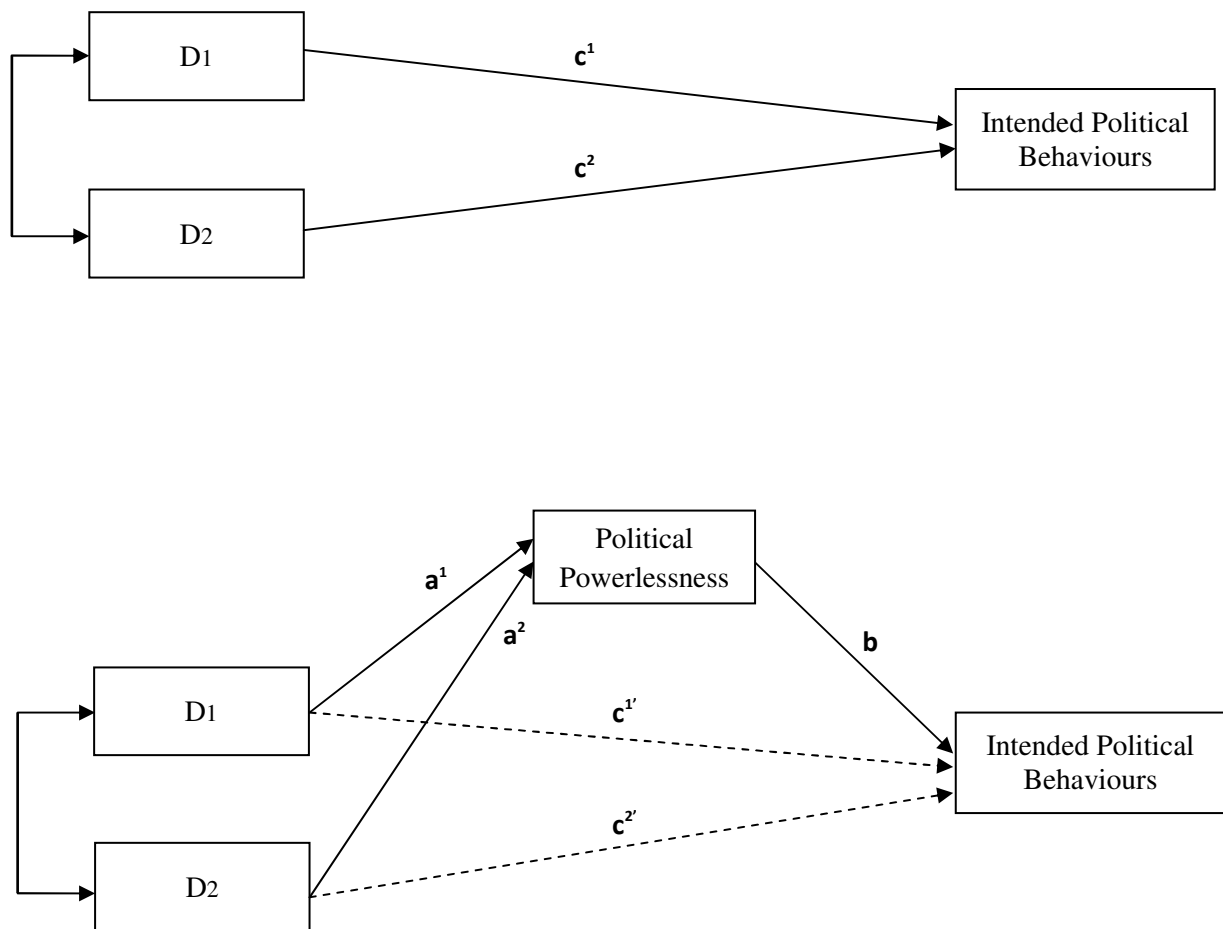 D1
c1
Intended Political
Behaviours
c2
D2
Political
Powerlessness
a1
a2
b
D1
c1’
Intended Political
Behaviours
c2’
D2